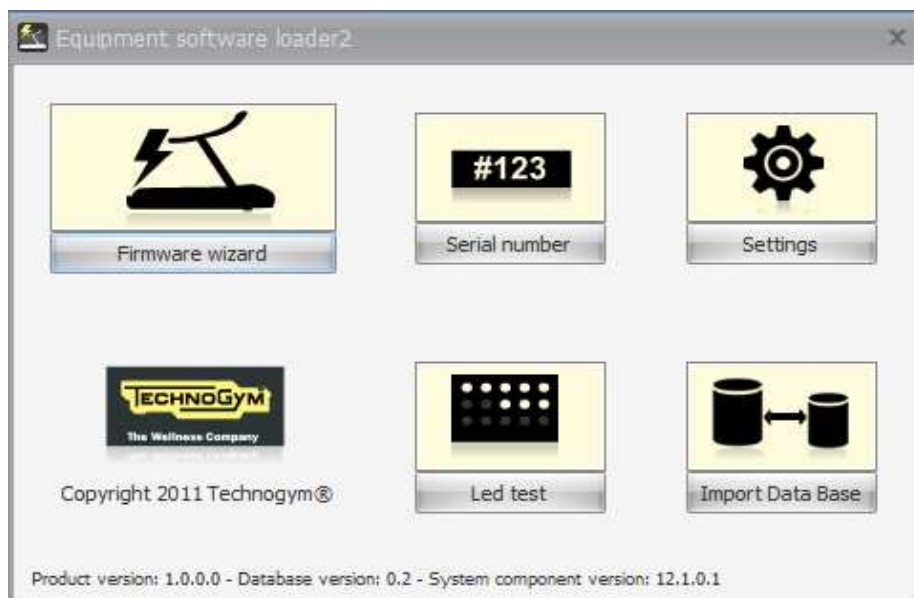 Equipment software loader2
#123
Firmware wizard
Serial number
Settings
TECHNOGYM
The Wellness Company
Copyright 2011 Technogym®
Led test
Import Data Base
Product version: 1.0.0.0 - Database version: 0.2 - System component version: 12.1.0.1